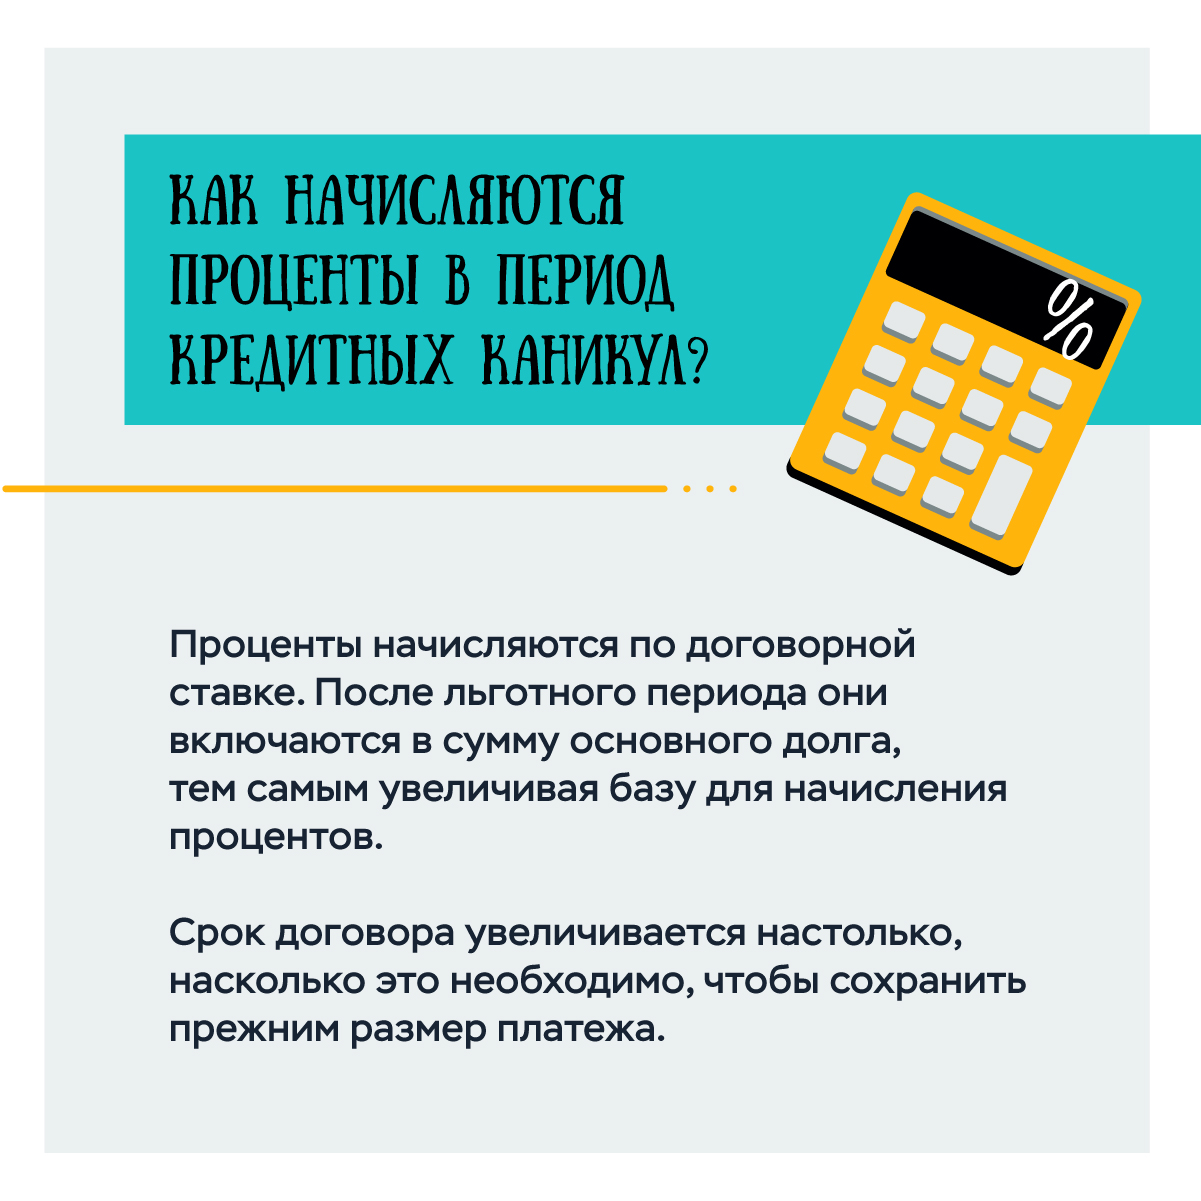 КАК НАЧИСЛЯЮТСЯ
ПРОЦЕНТЫ В ПЕРИОД
КРЕДИТНЫХ КАНИКУЛ?
%
Проценты начисляются по договорной
ставке. После льготного периода они
включаются в сумму основного долга,
тем самым увеличивая базу для начисления
процентов.
Срок договора увеличивается настолько,
насколько это необходимо, чтобы сохранить
прежним размер платежа.